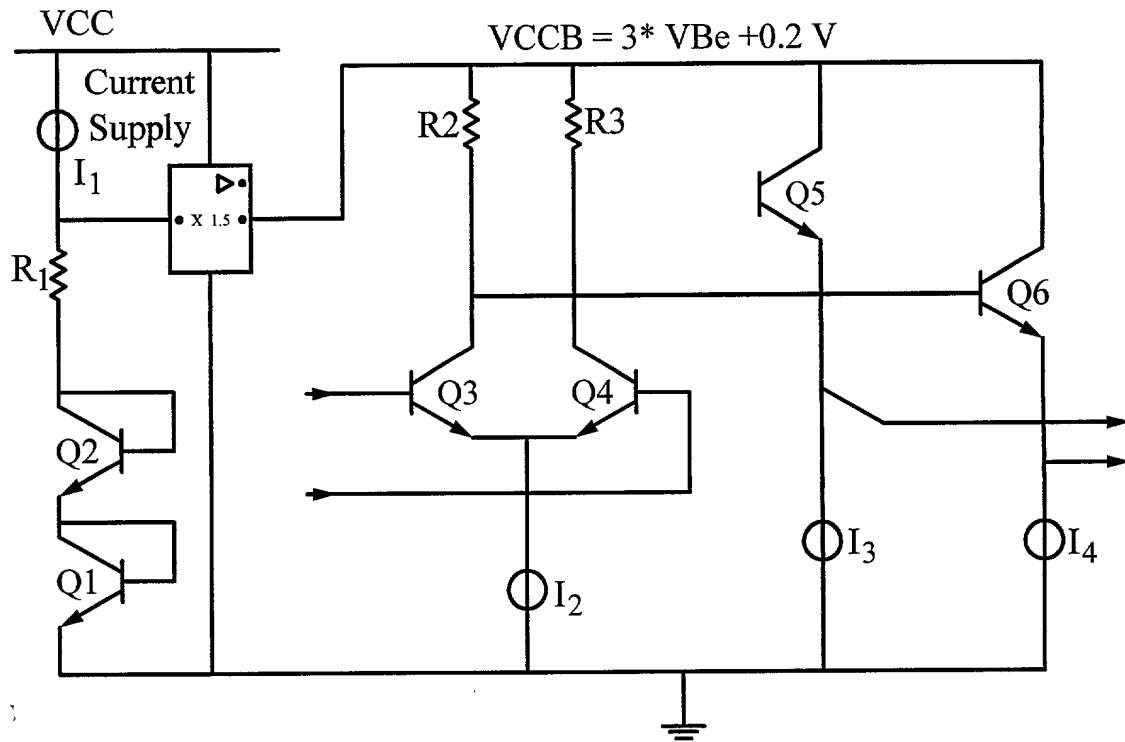 VCC
VCCB = 3* VBe +0.2 V
Current
Supply
I1
R2
R3
Q5
X 1.5
R1
Q6
Q3
Q4
Q2
I3
I4
Q1
I2